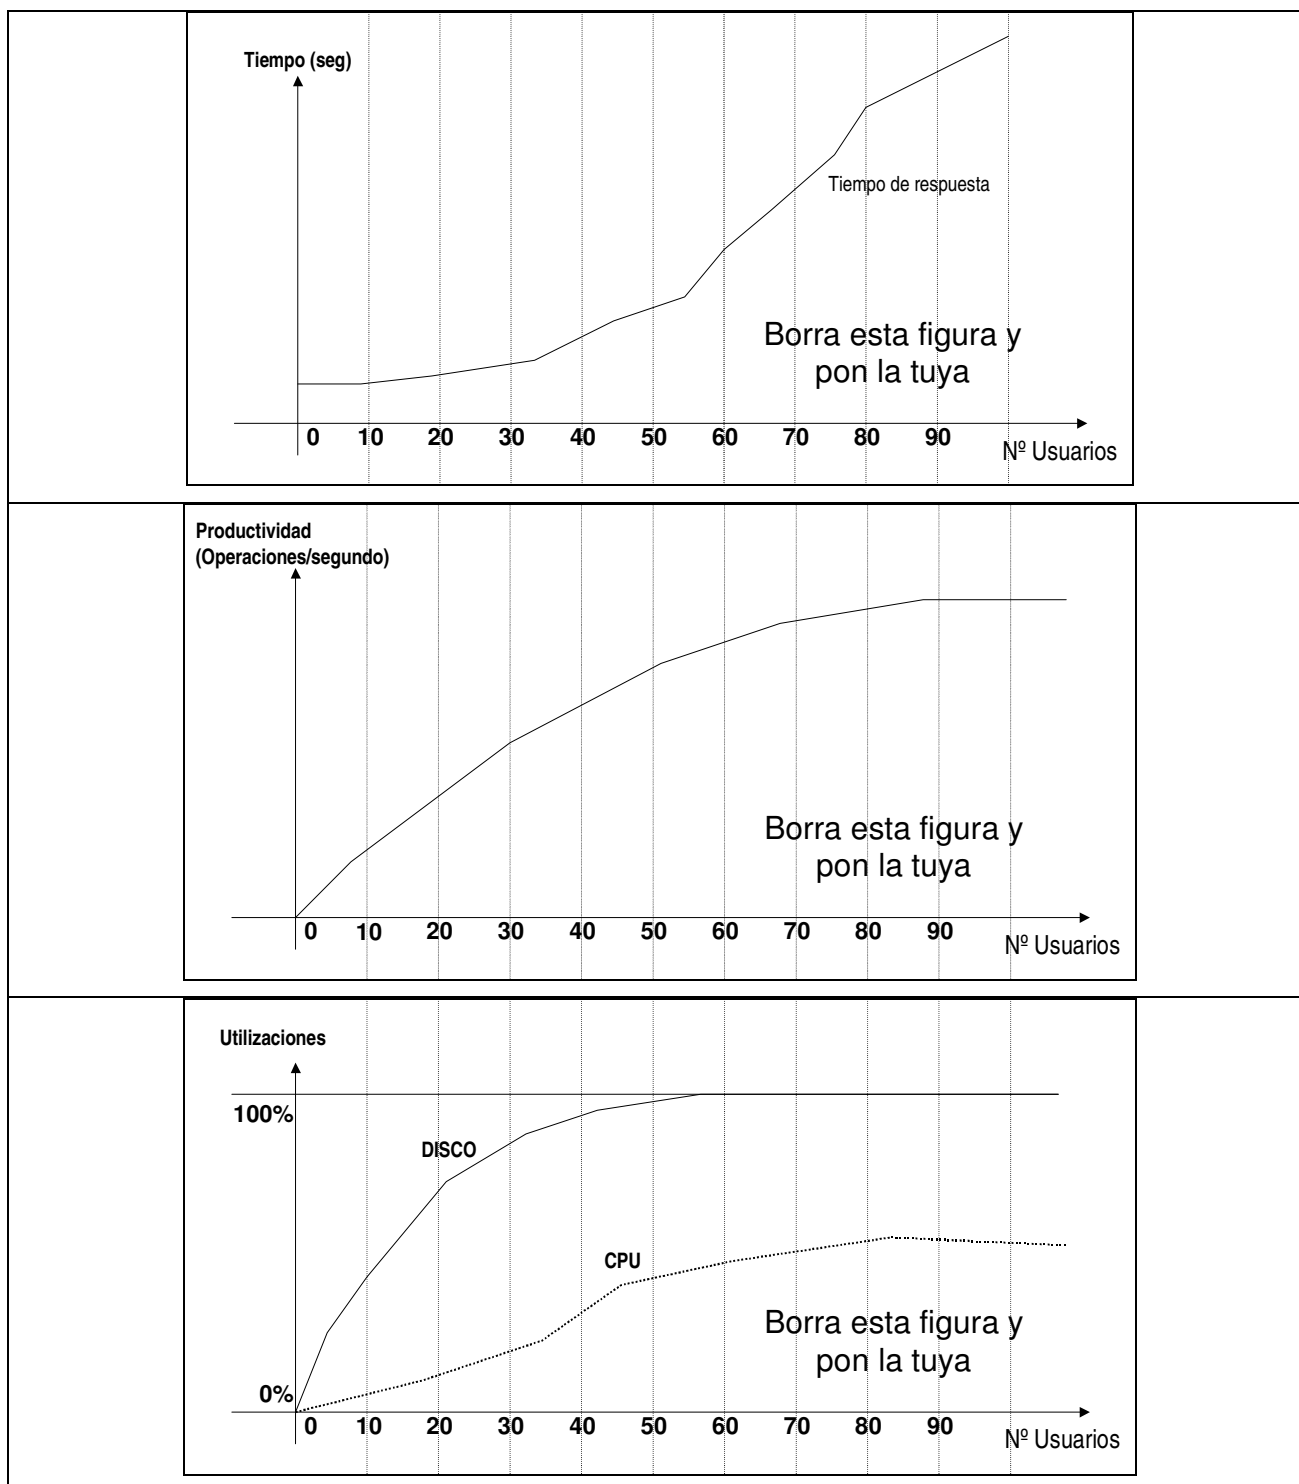 Tiempo (seg)
Tiempo de respuesta
Borra esta figura y
pon la tuya
0 10 20 30 40 50 60 70 80 90
Nº Usuarios
Productividad
(Operaciones/segundo)
Borra esta figura y
pon la tuya
0 10 20 30 40 50 60 70 80 90
Nº Usuarios
Utilizaciones
100%
DISCO
CPU
Borra esta figura y
pon la tuya
0%
0 10 20 30 40 50 60 70 80 90
Nº Usuarios